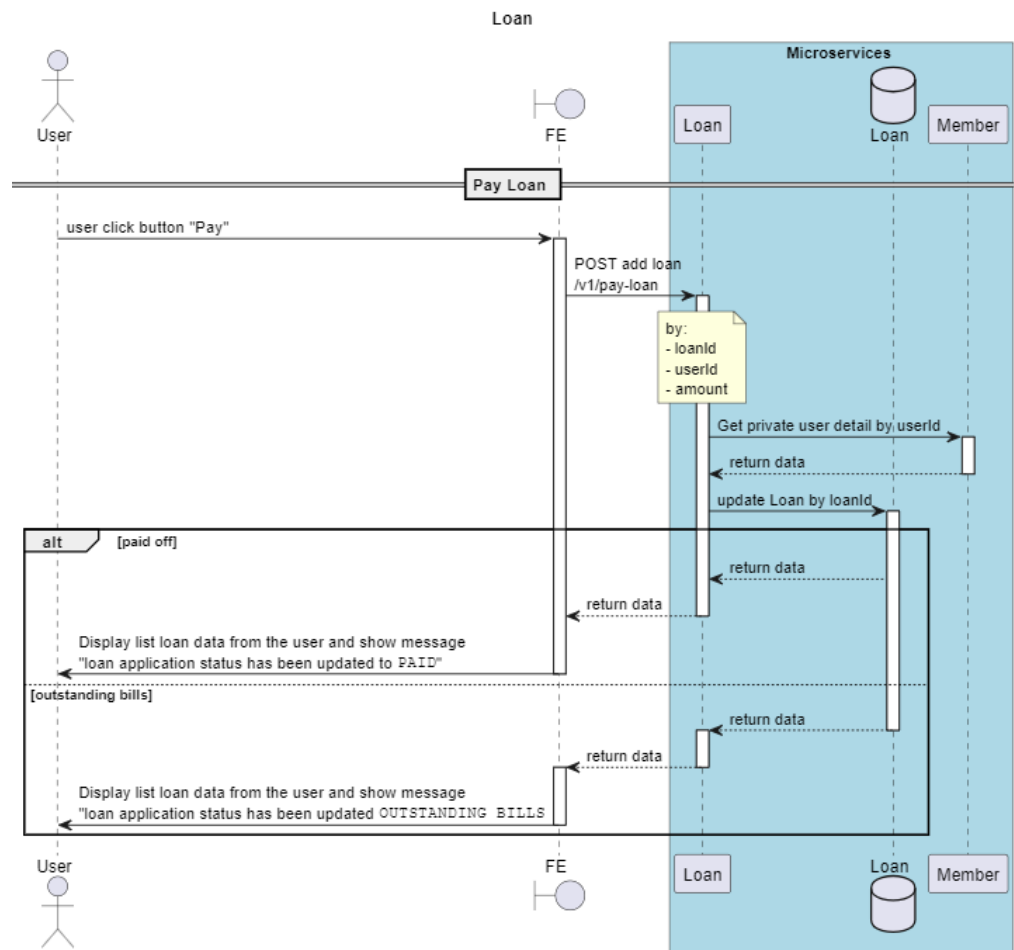 Loan
Microservices
User
FE
Loan
Loan
Member
Pay Loan
user click button "Pay"
POST add loan
/v1/pay-loan
by:
- loanId
- userId
- amount
Get private user detail by userId
return data
update Loan by loanId
alt
[paid off]
return data
return data
Display list loan data from the user and show message
"loan application status has been updated to PAID"
[outstanding bills]
return data
return data
Display list loan data from the user and show message
"loan application status has been updated OUTSTANDING BILLS
User
FE
Loan
Loan
Member